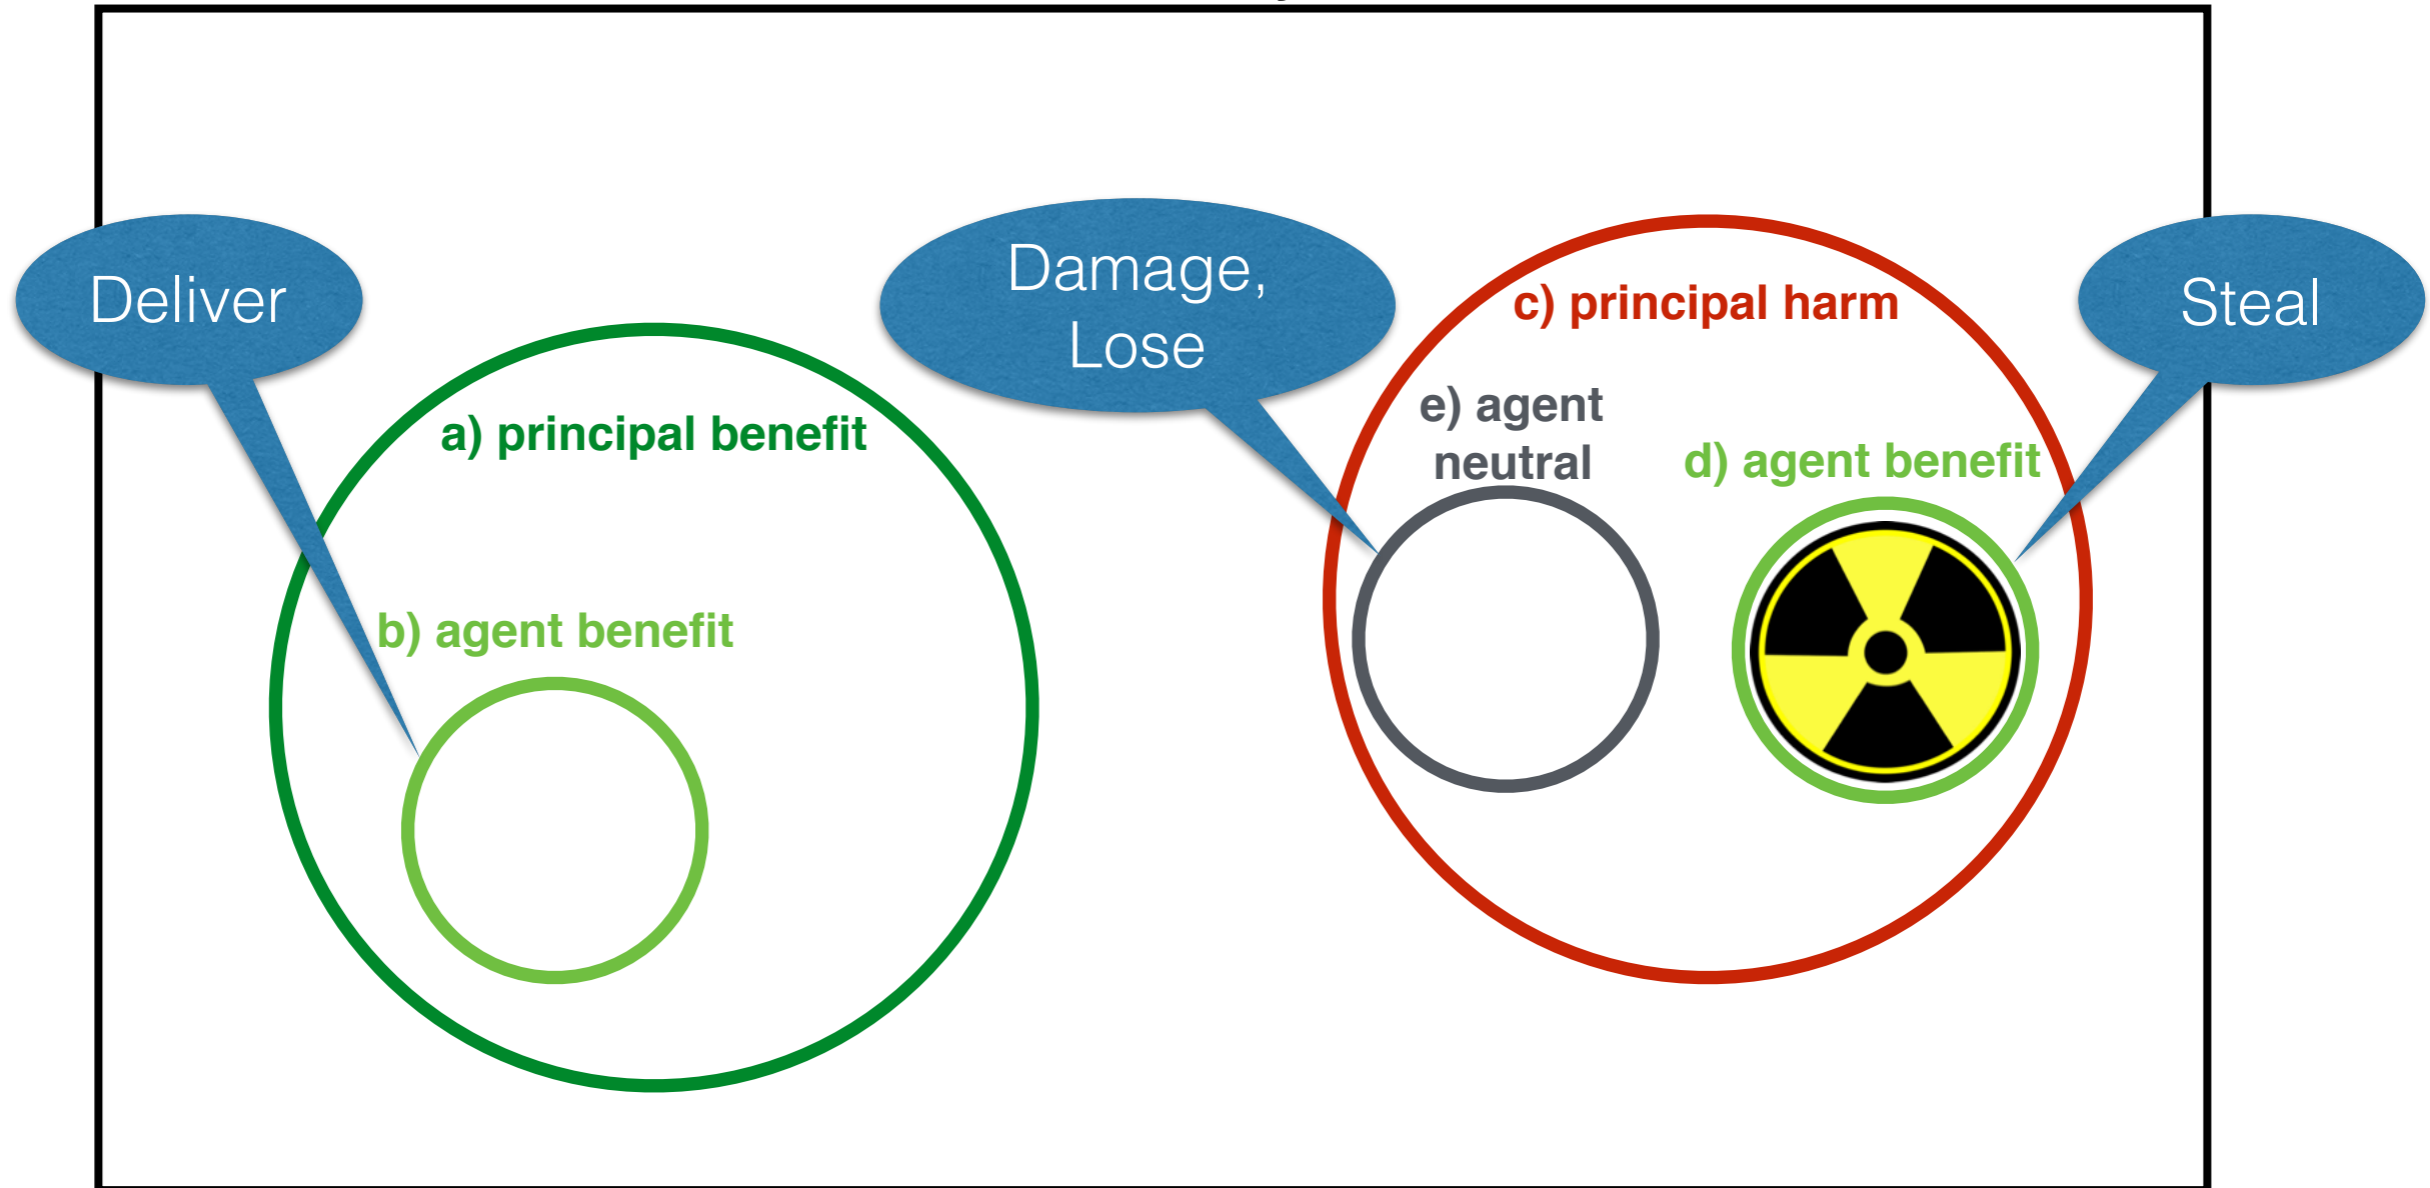 Deliver
Damage,
Lose
Steal
a) principal benefit
b) agent benefit
c) principal harm
e) agent
neutral
d) agent benefit